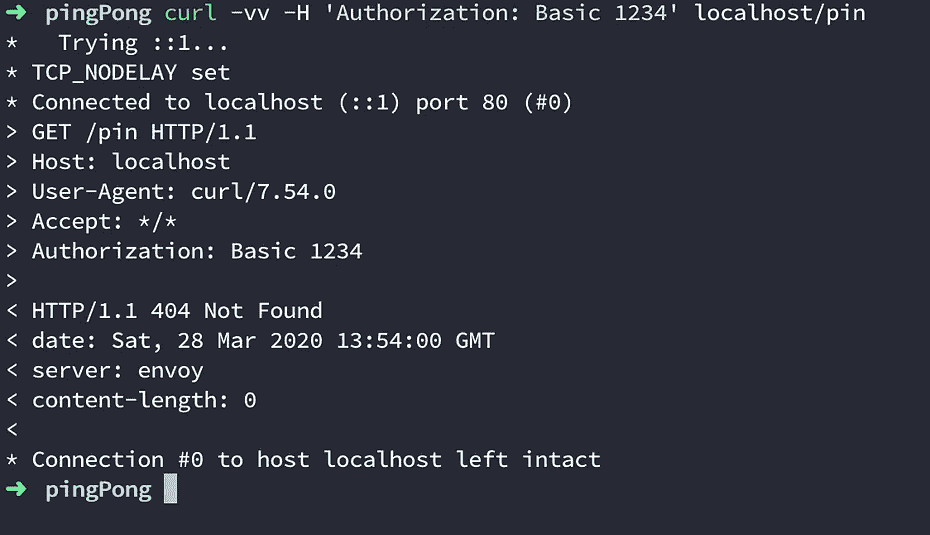 ➜ pingPong curl -vv -H 'Authorization: Basic 1234' localhost/pin
*   Trying ::1...
* TCP_NODELAY set
* Connected to localhost (::1) port 80 (#0)
> GET /pin HTTP/1.1
> Host: localhost
> User-Agent: curl/7.54.0
> Accept: */*
> Authorization: Basic 1234
>
< HTTP/1.1 404 Not Found
< date: Sat, 28 Mar 2020 13:54:00 GMT
< server: envoy
< content-length: 0
<
* Connection #0 to host localhost left intact
➜ pingPong